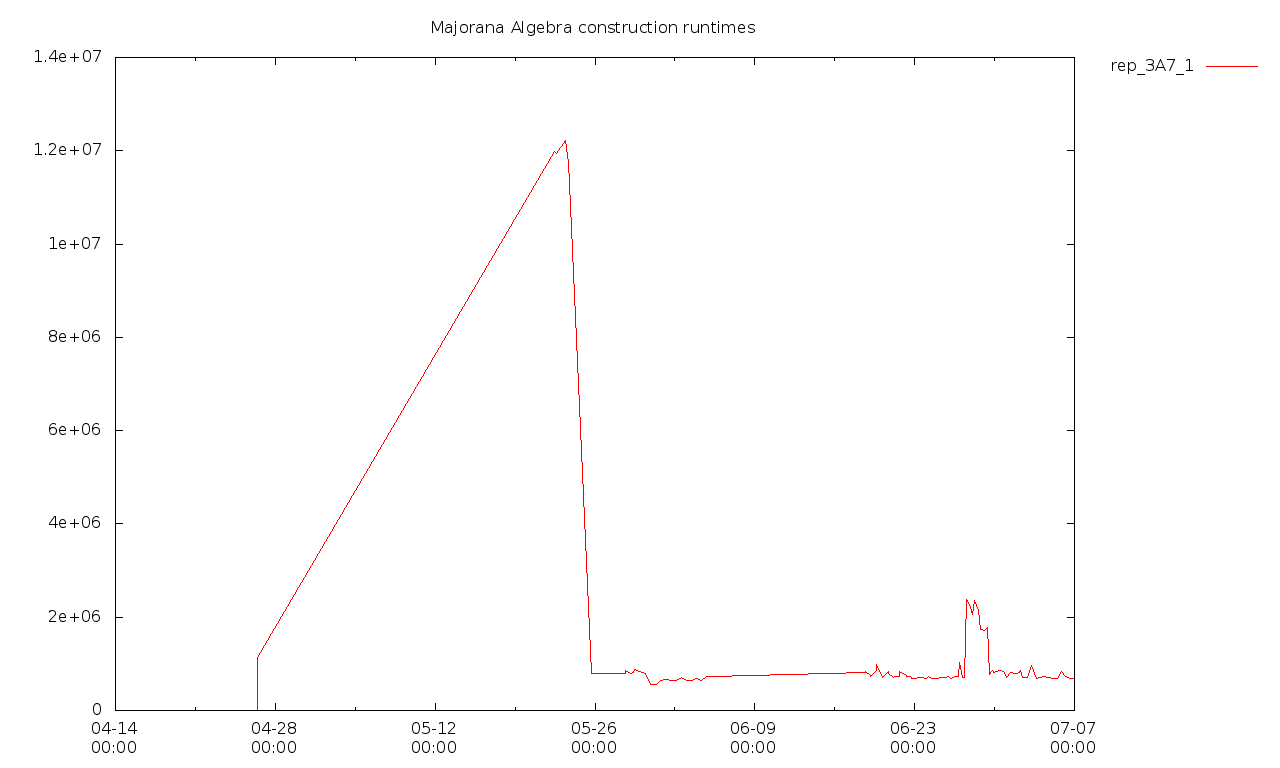 Majorana Algebra construction runtimes
rep_3A7_1
1.4e+07
1.2e+07
1e+07
8e+06
6e+06
4e+06
2e+06
0
04-14 04-28 05-12 05-26 06-09 06-23 07-07
00:00 00:00 00:00 00:00 00:00 00:00 00:00